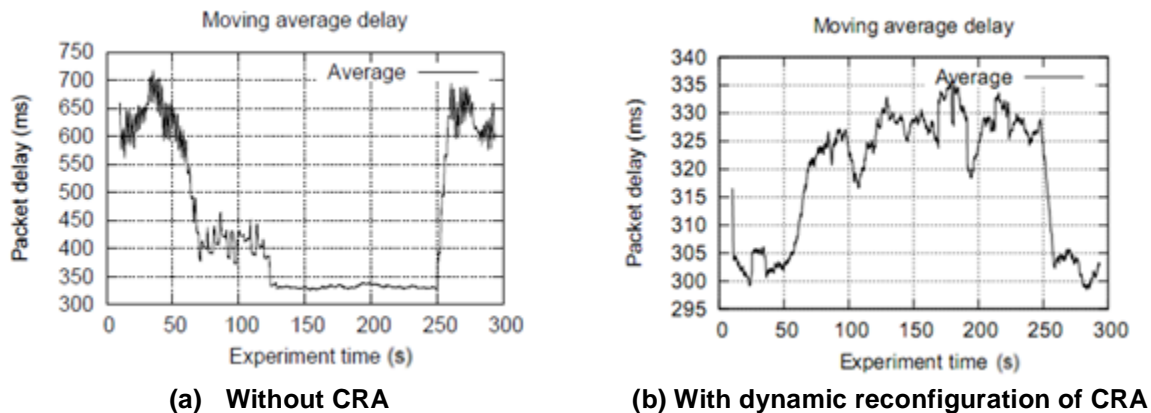 Moving average delay
Packet delay (ms)
750
700
650
600
550
500
450
400
350
300
Average
0 50 100 150 200 250 300
Experiment time (s)
(a) Without CRA
Moving average delay
Packet delay (ms)
340
335
330
325
320
315
310
305
300
295
Average
0 50 100 150 200 250 300
Experiment time (s)
(b) With dynamic reconfiguration of CRA